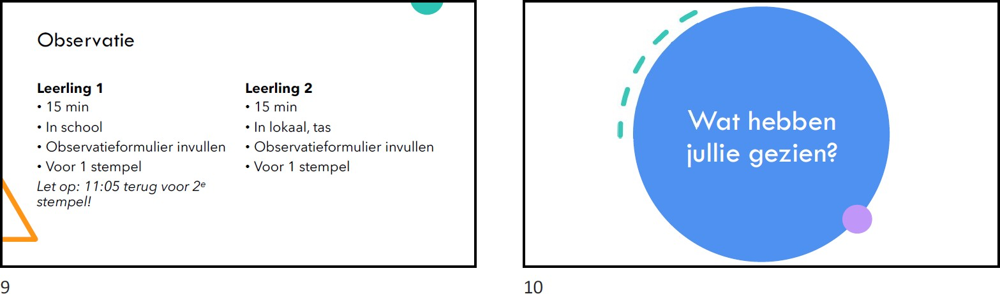 Observatie
Leerling 1
• 15 min
• In school
• Observatieformulier invullen
• Voor 1 stempel
Let op: 11:05 terug voor 2e
stempel!
Leerling 2
• 15 min
• In lokaal, tas
• Observatieformulier invullen
• Voor 1 stempel
9
Wat hebben
jullie gezien?
10